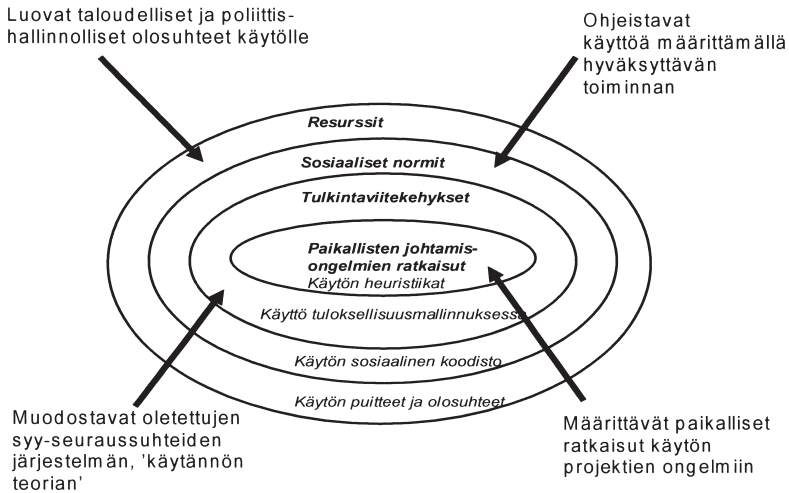 Luovat taloudelliset ja poliittis-
hallinnolliset olosuhteet käytölle
Ohjeistavat
käyttöä määrittämällä
hyväksyttävän
toiminnan
Resurssit
Sosiaaliset normit
Tulkintaviitekehykset
Paikallisten johtamis-
ongelmien ratkaisut
Käytön heuristiikat
Käyttö tuloksellisuusmallinnuksessa
Käytön sosiaalinen koodisto
Käytön puitteet ja olosuhteet
Muodostavat oletettujen
syy-seuraussuhteiden
järjestelmän, ’käytännön
teorian’
Määrittävät paikalliset
ratkaisut käytön
projektien ongelmiin